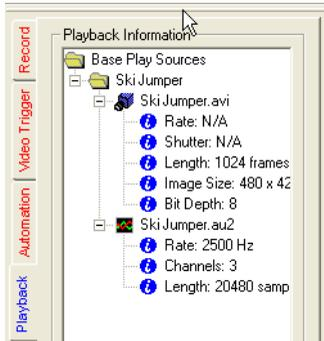 Record
Video Trigger
Automation
Playback
Playback Information
Base Play Sources
Ski Jumper
Ski Jumper.avi
Rate: N/A
Shutter: N/A
Length: 1024 frames
Image Size: 480 x 42
Bit Depth: 8
Ski Jumper.au2
Rate: 2500 Hz
Channels: 3
Length: 20480 samp